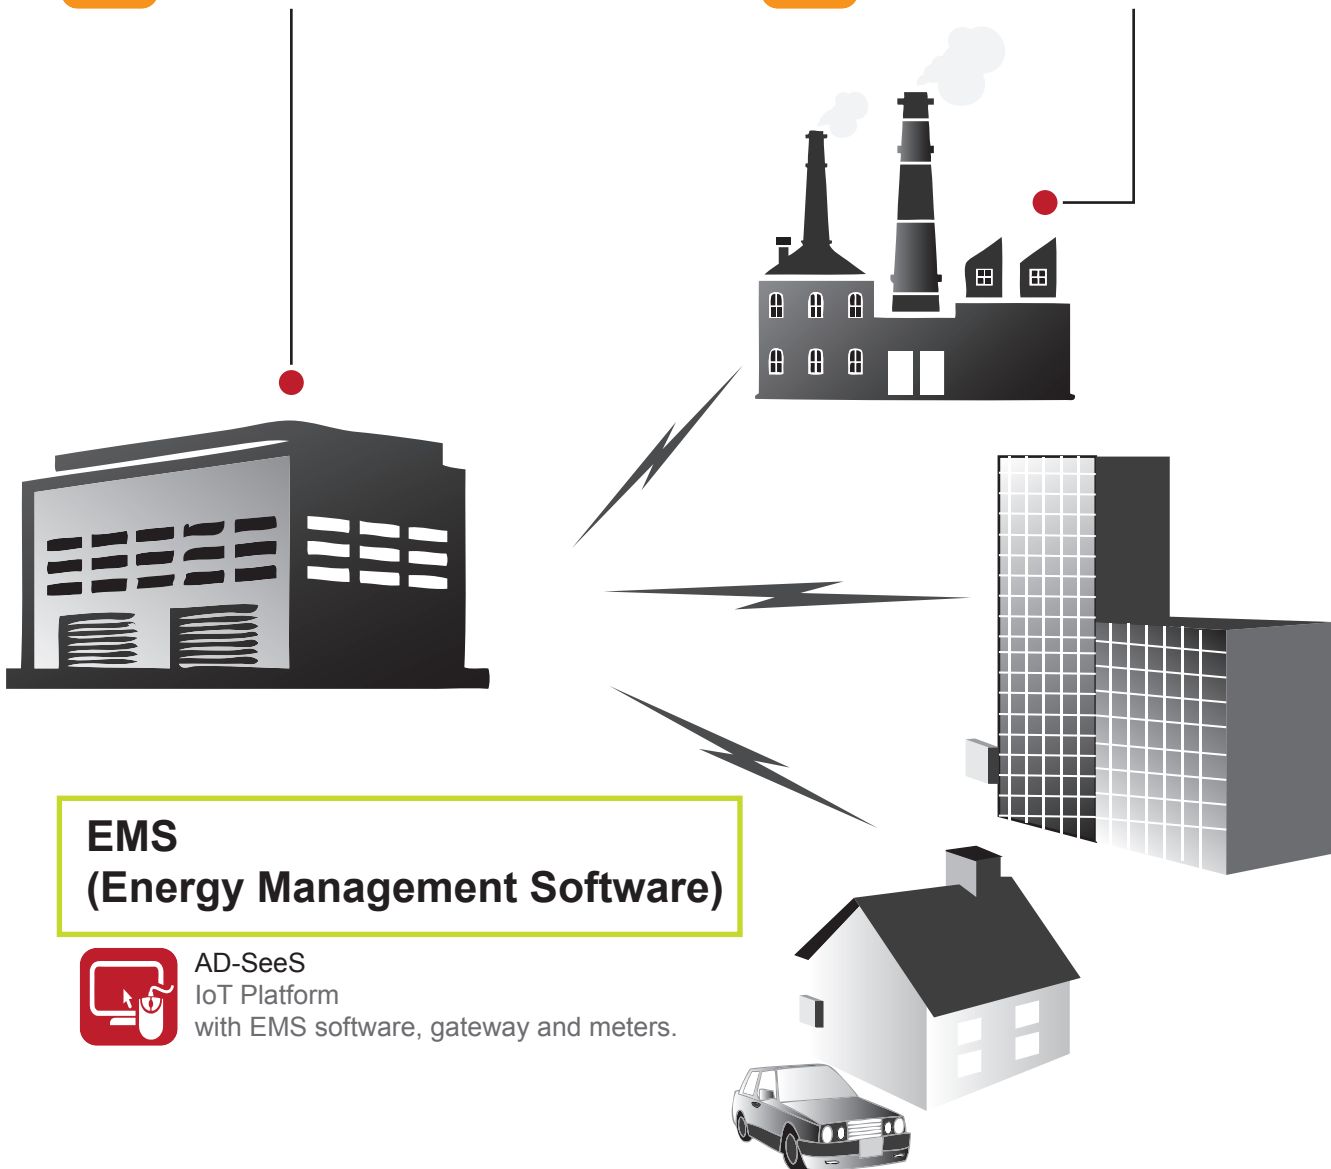 EMS
(Energy Management Software)
AD-SeeS
IoT Platform
with EMS software, gateway and meters.